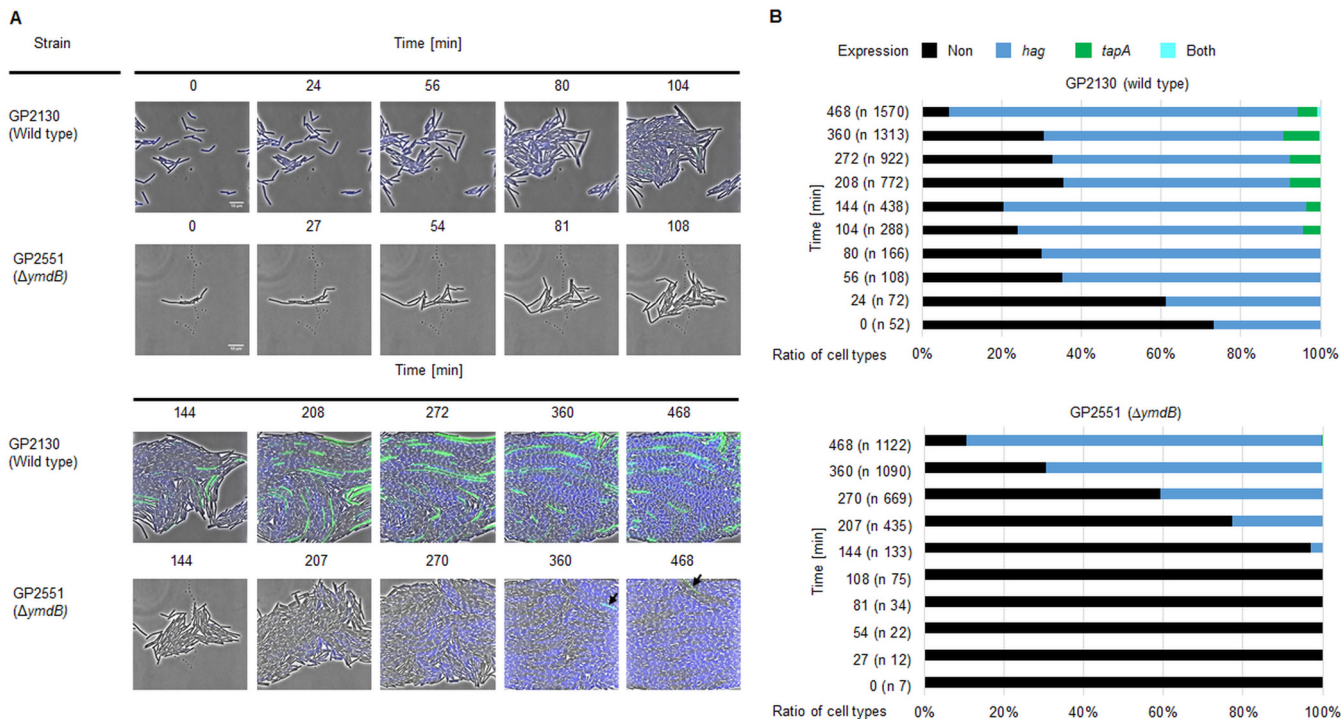 A
Strain
Time [min]
0 24 56 80 104
GP2130
(Wild type)
0 27 54 81 108
GP2551
(ΔymdB)
Time [min]
144 208 272 360 468
GP2130
(Wild type)
144 207 270 360 468
GP2551
(ΔymdB)
B
Expression Non hag tapA Both
GP2130 (wild type)
Time [min]
468 (n 1570)
360 (n 1313)
272 (n 922)
208 (n 772)
144 (n 438)
104 (n 288)
80 (n 166)
56 (n 108)
24 (n 72)
0 (n 52)
Ratio of cell types 0% 20% 40% 60% 80% 100%
GP2551 (ΔymdB)
Time [min]
468 (n 1122)
360 (n 1090)
270 (n 669)
207 (n 435)
144 (n 133)
108 (n 75)
81 (n 34)
54 (n 22)
27 (n 12)
0 (n 7)
Ratio of cell types 0% 20% 40% 60% 80% 100%